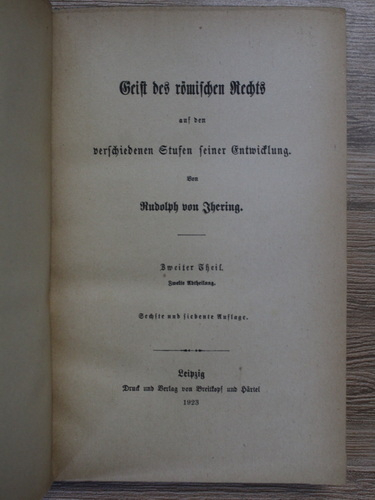 Geist des römischen Rechts
auf den
verschiedenen Stufen seiner Entwicklung.
Von
Rudolph von Jhering.
Zweiter Theil.
Zweite Abtheilung.
Sechste und siebente Auflage.
Leipzig
Druck und Verlag von Breitkopf und Härtel
1923